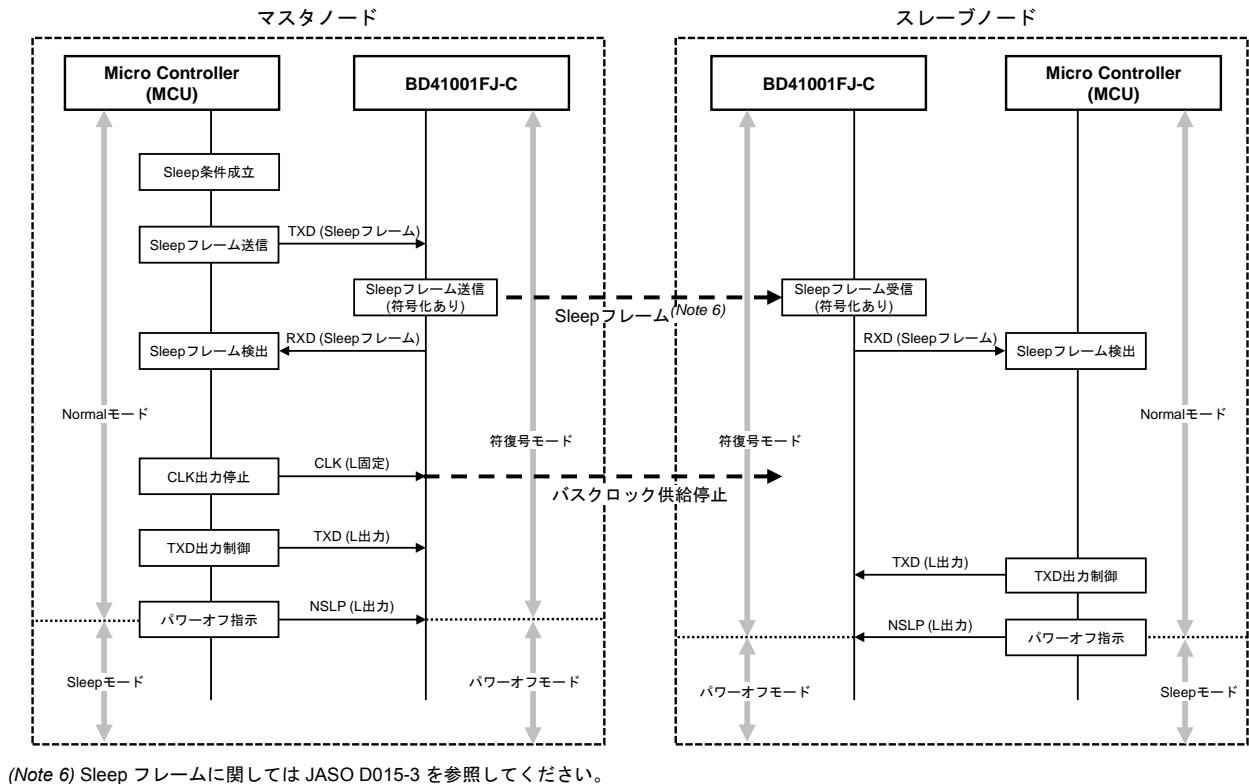 マスタノード
スレーブノード
Micro Controller
(MCU)
BD41001FJ-C
BD41001FJ-C
Micro Controller
(MCU)
Sleep条件成立
Sleepフレーム送信
TXD (Sleepフレーム)
Sleepフレーム送信
(符号化あり)
Sleepフレーム(Note 6)
Sleepフレーム受信
(符号化あり)
Sleepフレーム検出
RXD (Sleepフレーム)
RXD (Sleepフレーム)
Sleepフレーム検出
Normalモード
符復号モード
符復号モード
Normalモード
CLK出力停止
CLK (L固定)
バスクロック供給停止
TXD出力制御
TXD (L出力)
TXD (L出力)
TXD出力制御
パワーオフ指示
NSLP (L出力)
NSLP (L出力)
パワーオフ指示
Sleepモード
パワーオフモード
パワーオフモード
Sleepモード
(Note 6) Sleep フレームに関しては JASO D015-3 を参照してください。